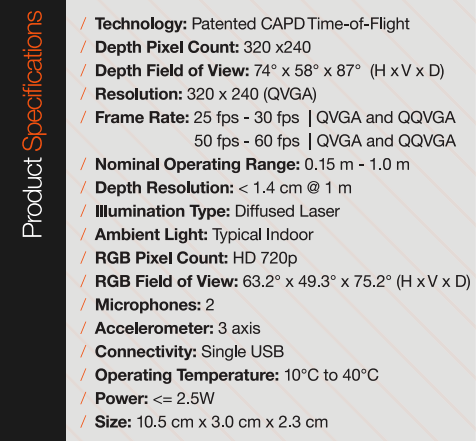 Product Specifications
/ Technology: Patented CAPD Time-of-Flight
/ Depth Pixel Count: 320 x240
/ Depth Field of View: 74° x 58° x 87° (H x V x D)
/ Resolution: 320 x 240 (QVGA)
/ Frame Rate: 25 fps - 30 fps | QVGA and QQVGA
50 fps - 60 fps | QVGA and QQVGA
/ Nominal Operating Range: 0.15 m - 1.0 m
/ Depth Resolution: < 1.4 cm @ 1 m
/ Illumination Type: Diffused Laser
/ Ambient Light: Typical Indoor
/ RGB Pixel Count: HD 720p
/ RGB Field of View: 63.2° x 49.3° x 75.2° (H x V x D)
/ Microphones: 2
/ Accelerometer: 3 axis
/ Connectivity: Single USB
/ Operating Temperature: 10°C to 40°C
/ Power: <= 2.5W
/ Size: 10.5 cm x 3.0 cm x 2.3 cm